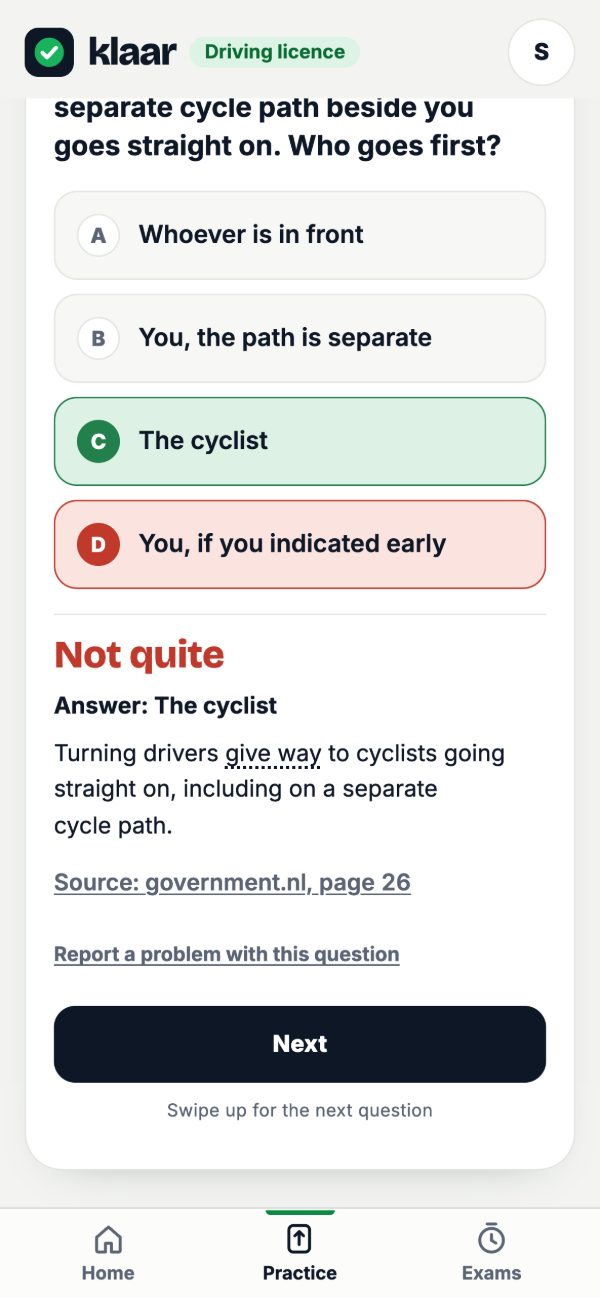 klaar
Driving licence
S
separate cycle path beside you
goes straight on. Who goes first?
A
Whoever is in front
B
You, the path is separate
C
The cyclist
D
You, if you indicated early
Not quite
Answer: The cyclist
Turning drivers give way to cyclists going
straight on, including on a separate
cycle path.
Source: government.nl, page 26
Report a problem with this question
Next
Swipe up for the next question
Home
Practice
Exams